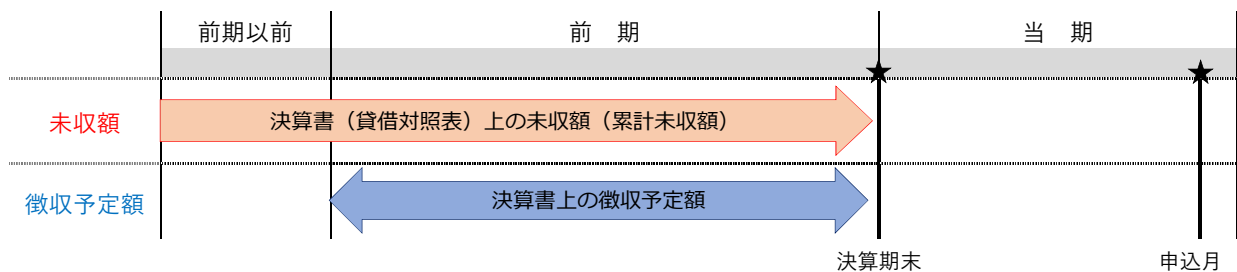 前期以前
前　期
当　期
未収額
決算書（貸借対照表）上の未収額（累計未収額）
徴収予定額
決算書上の徴収予定額
決算期末
申込月